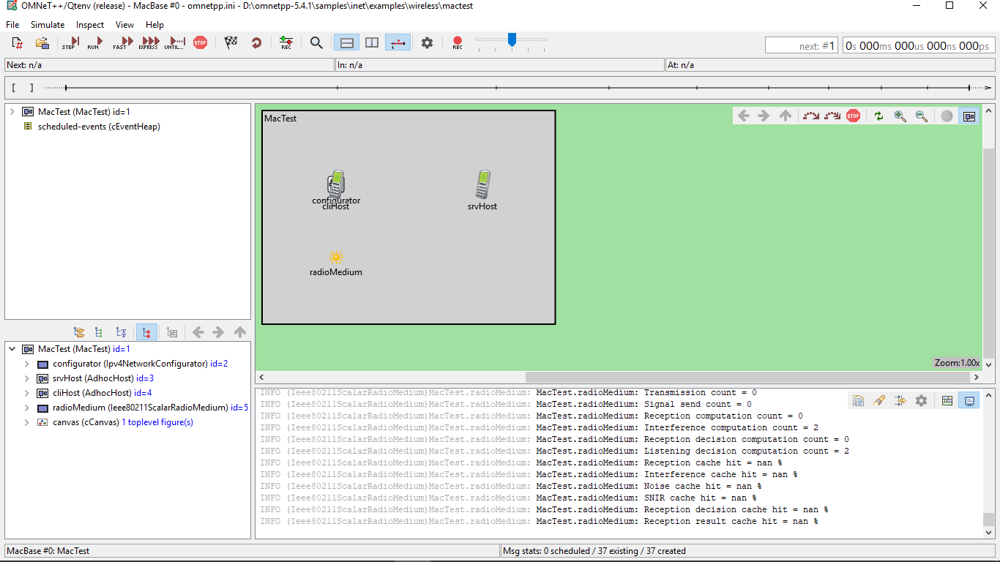 OMNeT++/Qtenv (release) - MacBase #0 - omnetpp.ini - D:\omnetpp-5.4.1\samples\inet\examples\wireless\mactest
File Simulate Inspect View Help
STEP RUN FAST EXPRESS UNTIL... STOP REC REC next: #1 0s 000ms 000us 000ns 000ps
Next: n/a In: n/a At: n/a
[ ]
MacTest (MacTest) id=1
scheduled-events (cEventHeap)
MacTest (MacTest) id=1
configurator (Ipv4NetworkConfigurator) id=2
srvHost (AdhocHost) id=3
cliHost (AdhocHost) id=4
radioMedium (Ieee80211ScalarRadioMedium) id=5
canvas (cCanvas) 1 toplevel figure(s)
MacTest
STOP
configurator
cliHost
srvHost
radioMedium
Zoom:1.00x
INFO (Ieee80211ScalarRadioMedium)MacTest.radioMedium: MacTest.radioMedium: Transmission count = 0
INFO (Ieee80211ScalarRadioMedium)MacTest.radioMedium: MacTest.radioMedium: Signal send count = 0
INFO (Ieee80211ScalarRadioMedium)MacTest.radioMedium: MacTest.radioMedium: Reception computation count = 0
INFO (Ieee80211ScalarRadioMedium)MacTest.radioMedium: MacTest.radioMedium: Interference computation count = 2
INFO (Ieee80211ScalarRadioMedium)MacTest.radioMedium: MacTest.radioMedium: Reception decision computation count = 0
INFO (Ieee80211ScalarRadioMedium)MacTest.radioMedium: MacTest.radioMedium: Listening decision computation count = 2
INFO (Ieee80211ScalarRadioMedium)MacTest.radioMedium: MacTest.radioMedium: Reception cache hit = nan %
INFO (Ieee80211ScalarRadioMedium)MacTest.radioMedium: MacTest.radioMedium: Interference cache hit = nan %
INFO (Ieee80211ScalarRadioMedium)MacTest.radioMedium: MacTest.radioMedium: Noise cache hit = nan %
INFO (Ieee80211ScalarRadioMedium)MacTest.radioMedium: MacTest.radioMedium: SNIR cache hit = nan %
INFO (Ieee80211ScalarRadioMedium)MacTest.radioMedium: MacTest.radioMedium: Reception decision cache hit = nan %
INFO (Ieee80211ScalarRadioMedium)MacTest.radioMedium: MacTest.radioMedium: Reception result cache hit = nan %
MacBase #0: MacTest
Msg stats: 0 scheduled / 37 existing / 37 created